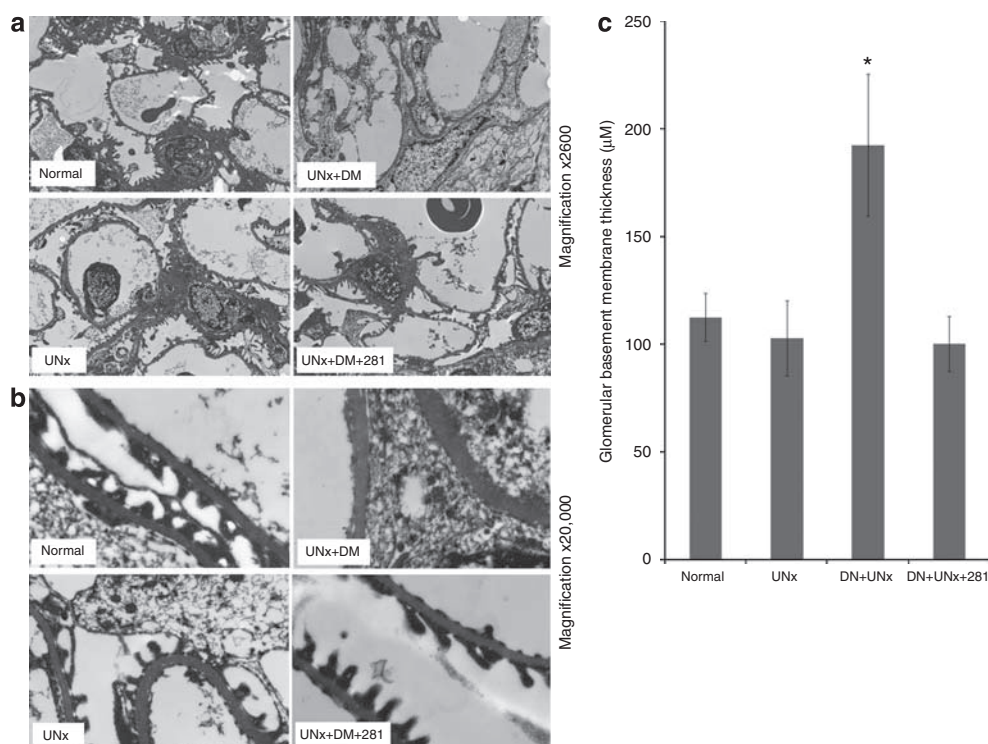 a
Normal
UNx+DM
UNx
UNx+DM+281
Magnification x2600
b
Normal
UNx+DM
UNx
UNx+DM+281
Magnification x20,000
c
Glomerular basement membrane thickness (μM)
250
200
150
100
50
0
*
Normal
UNx
DN+UNx
DN+UNx+281